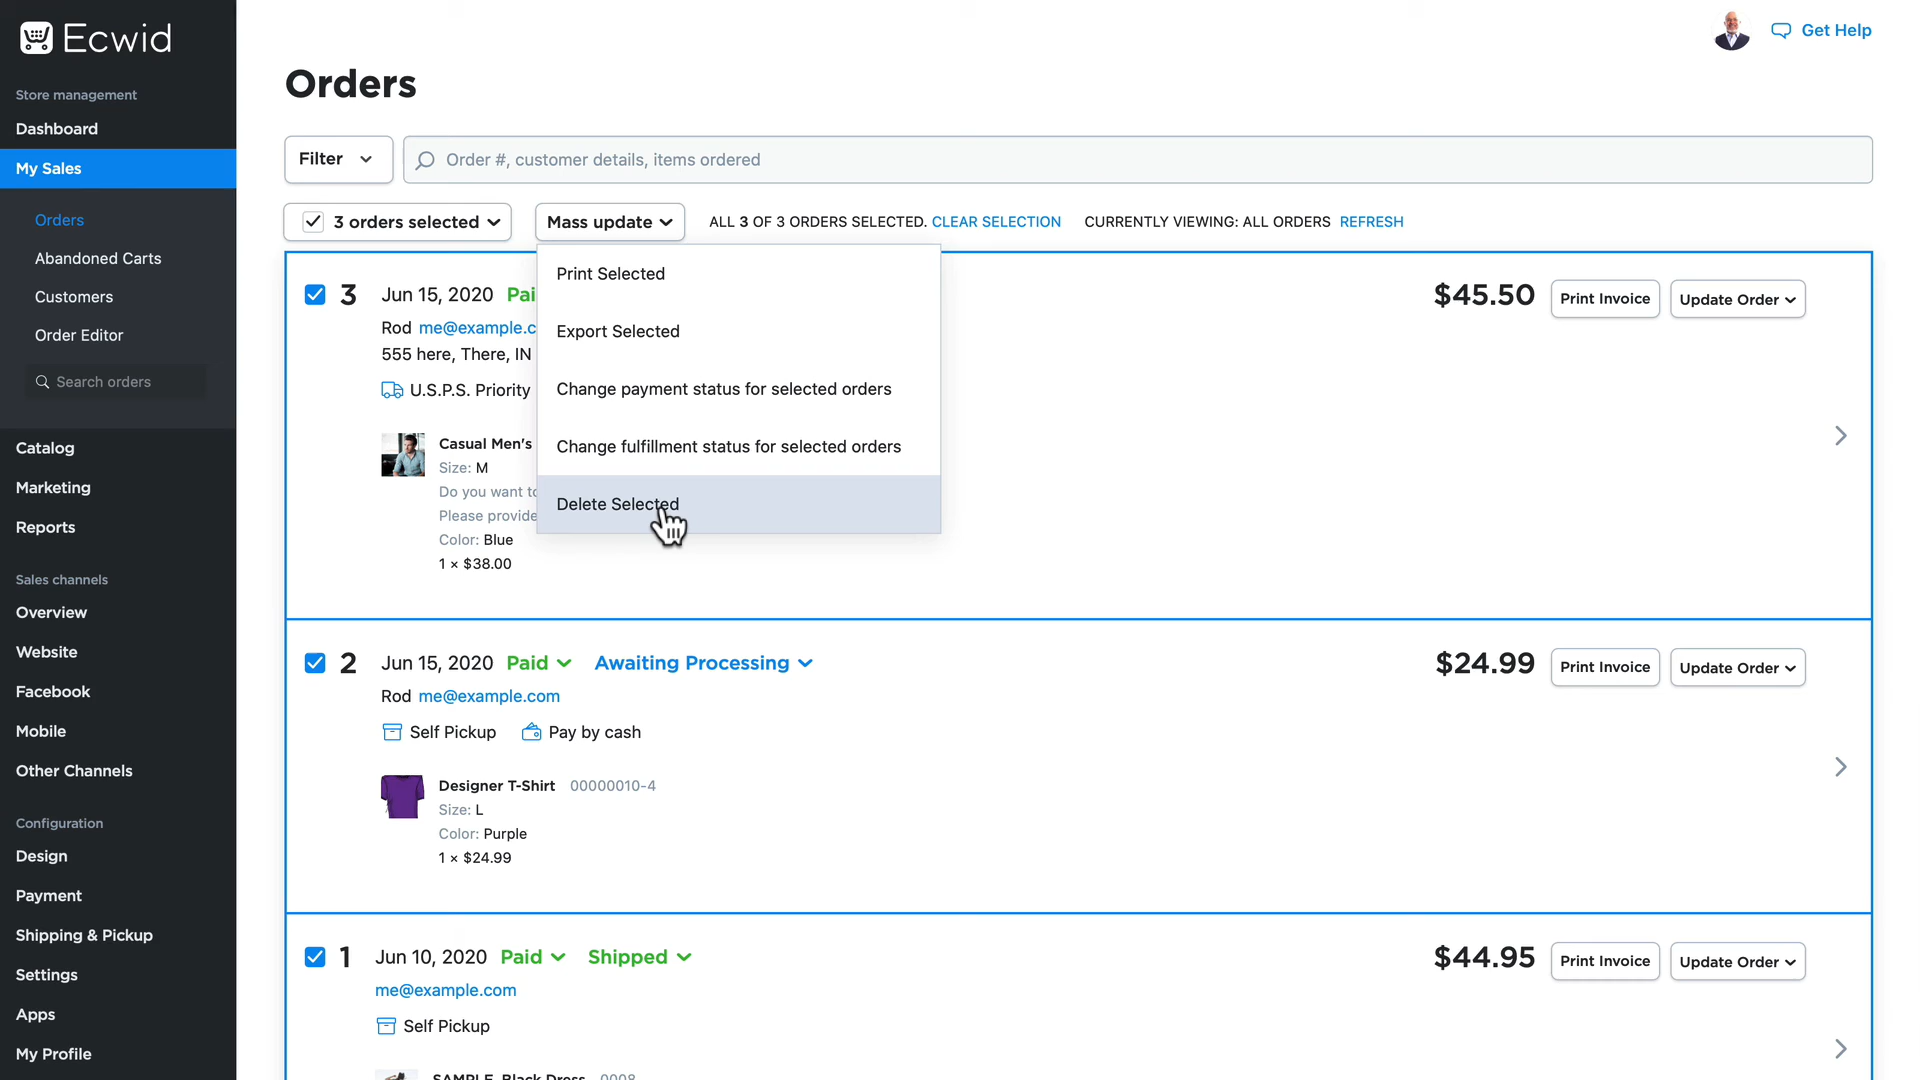 Ecwid
Get Help
Orders
Store management
Dashboard
My Sales
Orders
Abandoned Carts
Customers
Order Editor
Search orders
Catalog
Marketing
Reports
Sales channels
Overview
Website
Facebook
Mobile
Other Channels
Configuration
Design
Payment
Shipping & Pickup
Settings
Apps
My Profile
Filter
Order #, customer details, items ordered
3 orders selected
Mass update
ALL 3 OF 3 ORDERS SELECTED. CLEAR SELECTION CURRENTLY VIEWING: ALL ORDERS REFRESH
Print Selected
Export Selected
Change payment status for selected orders
Change fulfillment status for selected orders
Delete Selected
3 Jun 15, 2020 Pai
$45.50 Print Invoice Update Order
Rod me@example.c
555 here, There, IN
U.S.P.S. Priority
Casual Men's
Size: M
Do you want to
Please provide
Color: Blue
1 × $38.00
2 Jun 15, 2020 Paid Awaiting Processing
$24.99 Print Invoice Update Order
Rod me@example.com
Self Pickup Pay by cash
Designer T-Shirt 00000010-4
Size: L
Color: Purple
1 × $24.99
1 Jun 10, 2020 Paid Shipped
$44.95 Print Invoice Update Order
me@example.com
Self Pickup
SAMPLE. Black Dress 0008